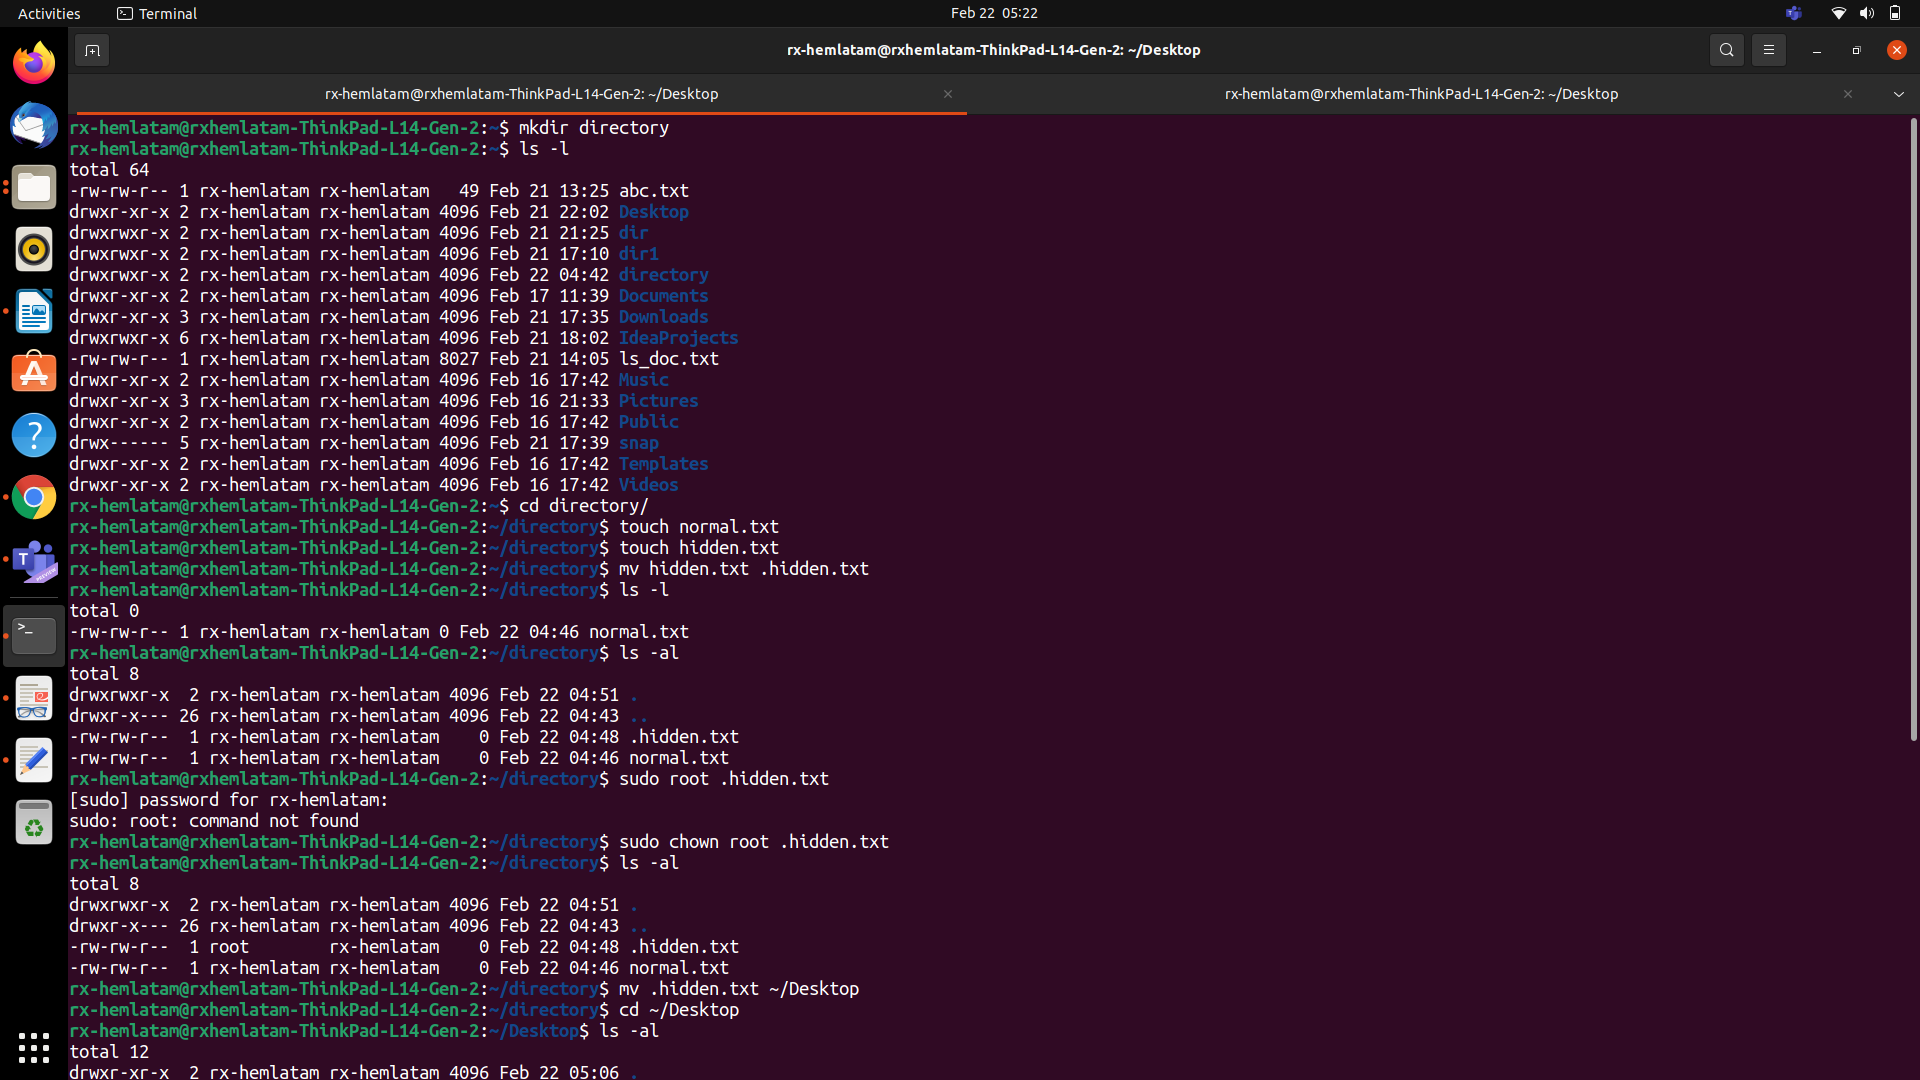 Activities Terminal Feb 22 05:22
rx-hemlatam@rxhemlatam-ThinkPad-L14-Gen-2: ~/Desktop
rx-hemlatam@rxhemlatam-ThinkPad-L14-Gen-2: ~/Desktop rx-hemlatam@rxhemlatam-ThinkPad-L14-Gen-2: ~/Desktop
rx-hemlatam@rxhemlatam-ThinkPad-L14-Gen-2:~$ mkdir directory
rx-hemlatam@rxhemlatam-ThinkPad-L14-Gen-2:~$ ls -l
total 64
-rw-rw-r-- 1 rx-hemlatam rx-hemlatam   49 Feb 21 13:25 abc.txt
drwxr-xr-x 2 rx-hemlatam rx-hemlatam 4096 Feb 21 22:02 Desktop
drwxrwxr-x 2 rx-hemlatam rx-hemlatam 4096 Feb 21 21:25 dir
drwxrwxr-x 2 rx-hemlatam rx-hemlatam 4096 Feb 21 17:10 dir1
drwxrwxr-x 2 rx-hemlatam rx-hemlatam 4096 Feb 22 04:42 directory
drwxr-xr-x 2 rx-hemlatam rx-hemlatam 4096 Feb 17 11:39 Documents
drwxr-xr-x 3 rx-hemlatam rx-hemlatam 4096 Feb 21 17:35 Downloads
drwxrwxr-x 6 rx-hemlatam rx-hemlatam 4096 Feb 21 18:02 IdeaProjects
-rw-rw-r-- 1 rx-hemlatam rx-hemlatam 8027 Feb 21 14:05 ls_doc.txt
drwxr-xr-x 2 rx-hemlatam rx-hemlatam 4096 Feb 16 17:42 Music
drwxr-xr-x 3 rx-hemlatam rx-hemlatam 4096 Feb 16 21:33 Pictures
drwxr-xr-x 2 rx-hemlatam rx-hemlatam 4096 Feb 16 17:42 Public
drwx------ 5 rx-hemlatam rx-hemlatam 4096 Feb 21 17:39 snap
drwxr-xr-x 2 rx-hemlatam rx-hemlatam 4096 Feb 16 17:42 Templates
drwxr-xr-x 2 rx-hemlatam rx-hemlatam 4096 Feb 16 17:42 Videos
rx-hemlatam@rxhemlatam-ThinkPad-L14-Gen-2:~$ cd directory/
rx-hemlatam@rxhemlatam-ThinkPad-L14-Gen-2:~/directory$ touch normal.txt
rx-hemlatam@rxhemlatam-ThinkPad-L14-Gen-2:~/directory$ touch hidden.txt
rx-hemlatam@rxhemlatam-ThinkPad-L14-Gen-2:~/directory$ mv hidden.txt .hidden.txt
rx-hemlatam@rxhemlatam-ThinkPad-L14-Gen-2:~/directory$ ls -l
total 0
-rw-rw-r-- 1 rx-hemlatam rx-hemlatam 0 Feb 22 04:46 normal.txt
rx-hemlatam@rxhemlatam-ThinkPad-L14-Gen-2:~/directory$ ls -al
total 8
drwxrwxr-x  2 rx-hemlatam rx-hemlatam 4096 Feb 22 04:51 .
drwxr-x--- 26 rx-hemlatam rx-hemlatam 4096 Feb 22 04:43 ..
-rw-rw-r--  1 rx-hemlatam rx-hemlatam    0 Feb 22 04:48 .hidden.txt
-rw-rw-r--  1 rx-hemlatam rx-hemlatam    0 Feb 22 04:46 normal.txt
rx-hemlatam@rxhemlatam-ThinkPad-L14-Gen-2:~/directory$ sudo root .hidden.txt
[sudo] password for rx-hemlatam:
sudo: root: command not found
rx-hemlatam@rxhemlatam-ThinkPad-L14-Gen-2:~/directory$ sudo chown root .hidden.txt
rx-hemlatam@rxhemlatam-ThinkPad-L14-Gen-2:~/directory$ ls -al
total 8
drwxrwxr-x  2 rx-hemlatam rx-hemlatam 4096 Feb 22 04:51 .
drwxr-x--- 26 rx-hemlatam rx-hemlatam 4096 Feb 22 04:43 ..
-rw-rw-r--  1 root        rx-hemlatam    0 Feb 22 04:48 .hidden.txt
-rw-rw-r--  1 rx-hemlatam rx-hemlatam    0 Feb 22 04:46 normal.txt
rx-hemlatam@rxhemlatam-ThinkPad-L14-Gen-2:~/directory$ mv .hidden.txt ~/Desktop
rx-hemlatam@rxhemlatam-ThinkPad-L14-Gen-2:~/directory$ cd ~/Desktop
rx-hemlatam@rxhemlatam-ThinkPad-L14-Gen-2:~/Desktop$ ls -al
total 12
drwxr-xr-x  2 rx-hemlatam rx-hemlatam 4096 Feb 22 05:06 .